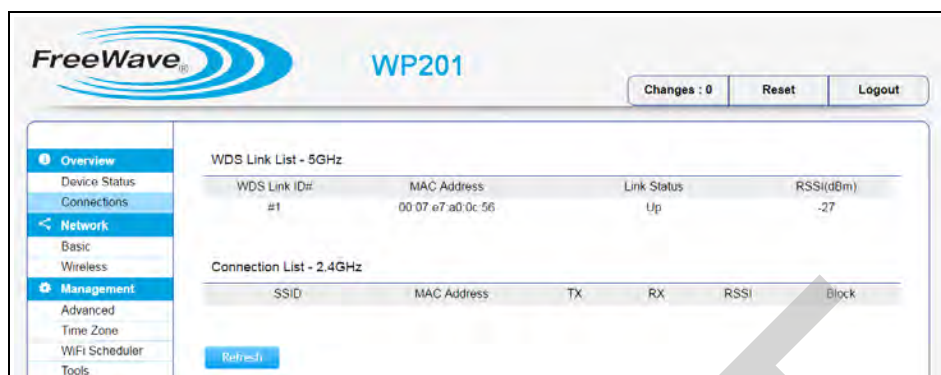 FreeWave®
WP201
Changes : 0 Reset Logout
Overview
Device Status
Connections
Network
Basic
Wireless
Management
Advanced
Time Zone
WiFi Scheduler
Tools
WDS Link List - 5GHz
WDS Link ID# MAC Address Link Status RSSI(dBm)
#1 00:07:e7:a0:0c:56 Up -27
Connection List - 2.4GHz
SSID MAC Address TX RX RSSI Block
Refresh